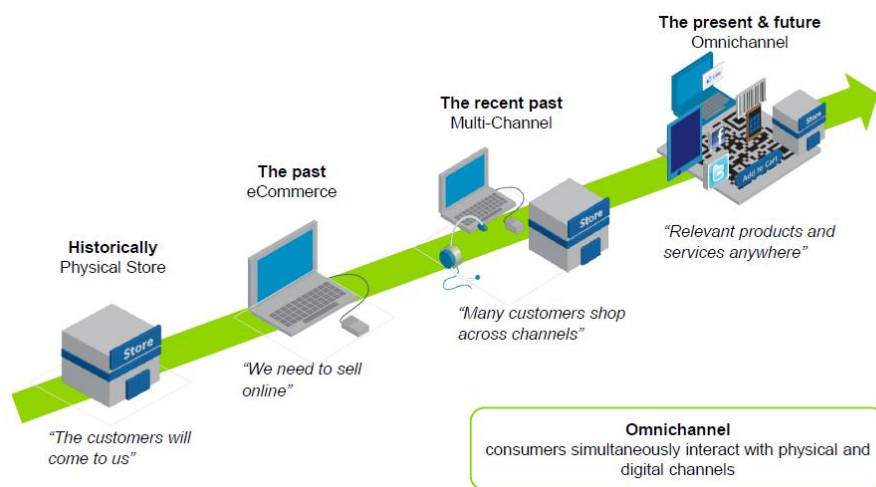 The present & future
Omnichannel
The recent past
Multi-Channel
The past
eCommerce
Historically
Physical Store
Store
Store
Store
f
Add to Cart
"Relevant products and
services anywhere"
"Many customers shop
across channels"
"We need to sell
online"
"The customers will
come to us"
Omnichannel
consumers simultaneously interact with physical and
digital channels